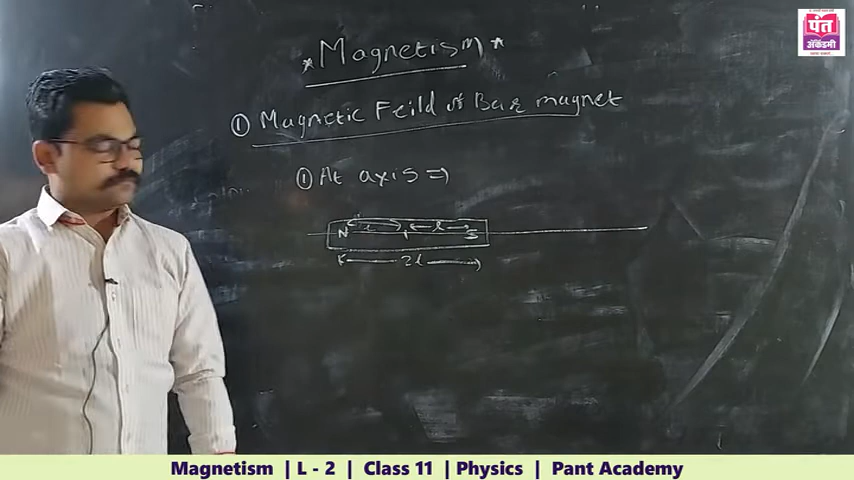 * Magnetism *
① Magnetic Feild of Bar magnet
① At axis ⇒
N l l S
2l
पंत
अ‍ॅकॅडमी
Magnetism | L - 2 | Class 11 | Physics | Pant Academy